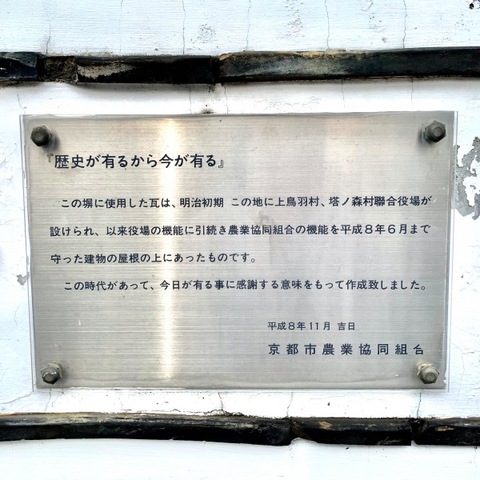 『歴史が有るから今が有る』
この塀に使用した瓦は、明治初期 この地に上鳥羽村、塔ノ森村聯合役場が
設けられ、以来役場の機能に引続き農業協同組合の機能を平成8年6月まで
守った建物の屋根の上にあったものです。
この時代があって、今日が有る事に感謝する意味をもって作成致しました。
平成8年11月 吉日
京都市農業協同組合